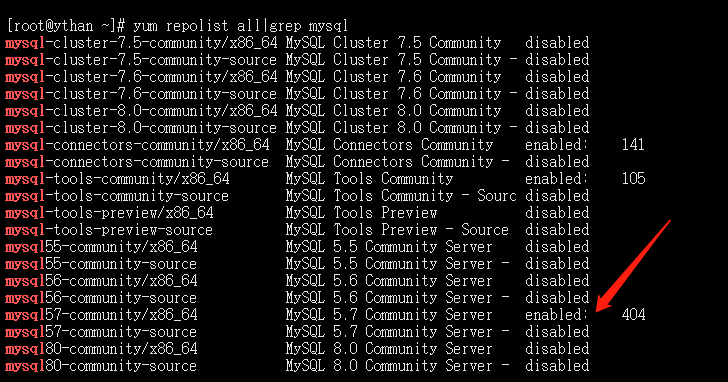 [root@ythan ~]# yum repolist all|grep mysql
mysql-cluster-7.5-community/x86_64 MySQL Cluster 7.5 Community disabled
mysql-cluster-7.5-community-source MySQL Cluster 7.5 Community - disabled
mysql-cluster-7.6-community/x86_64 MySQL Cluster 7.6 Community disabled
mysql-cluster-7.6-community-source MySQL Cluster 7.6 Community - disabled
mysql-cluster-8.0-community/x86_64 MySQL Cluster 8.0 Community disabled
mysql-cluster-8.0-community-source MySQL Cluster 8.0 Community - disabled
mysql-connectors-community/x86_64 MySQL Connectors Community enabled: 141
mysql-connectors-community-source MySQL Connectors Community - disabled
mysql-tools-community/x86_64 MySQL Tools Community enabled: 105
mysql-tools-community-source MySQL Tools Community - Sourc disabled
mysql-tools-preview/x86_64 MySQL Tools Preview disabled
mysql-tools-preview-source MySQL Tools Preview - Source disabled
mysql55-community/x86_64 MySQL 5.5 Community Server disabled
mysql55-community-source MySQL 5.5 Community Server - disabled
mysql56-community/x86_64 MySQL 5.6 Community Server disabled
mysql56-community-source MySQL 5.6 Community Server - disabled
mysql57-community/x86_64 MySQL 5.7 Community Server enabled: 404
mysql57-community-source MySQL 5.7 Community Server - disabled
mysql80-community/x86_64 MySQL 8.0 Community Server disabled
mysql80-community-source MySQL 8.0 Community Server - disabled